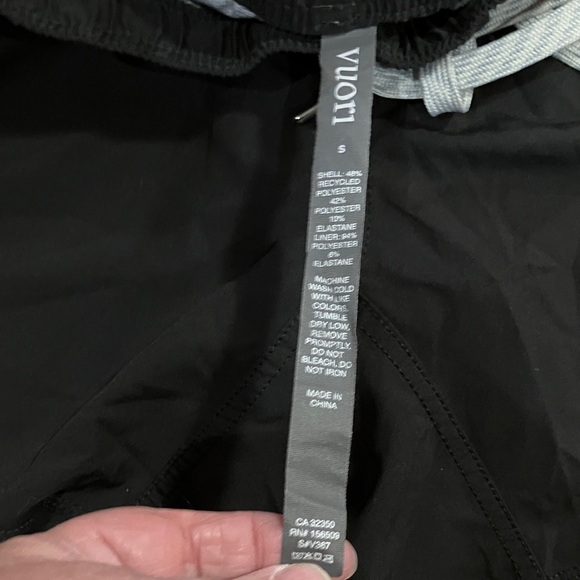 vuori
S
SHELL: 48%
RECYCLED
POLYESTER
42%
POLYESTER
10%
ELASTANE
LINER: 94%
POLYESTER
6%
ELASTANE
MACHINE
WASH COLD
WITH LIKE
COLORS,
TUMBLE
DRY LOW,
REMOVE
PROMPTLY,
DO NOT
BLEACH, DO
NOT IRON
MADE IN
CHINA
CA 32350
RN# 156509
S#V387